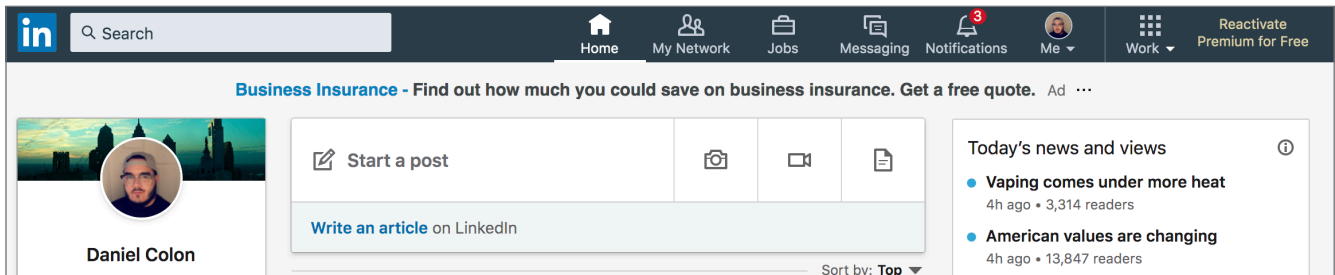 in
Search
Home
My Network
Jobs
Messaging
3
Notifications
Me
Work
Reactivate
Premium for Free
Business Insurance - Find out how much you could save on business insurance. Get a free quote. Ad ...
Daniel Colon
Start a post
Write an article on LinkedIn
Sort by: Top
Today's news and views
Vaping comes under more heat
4h ago • 3,314 readers
American values are changing
4h ago • 13,847 readers